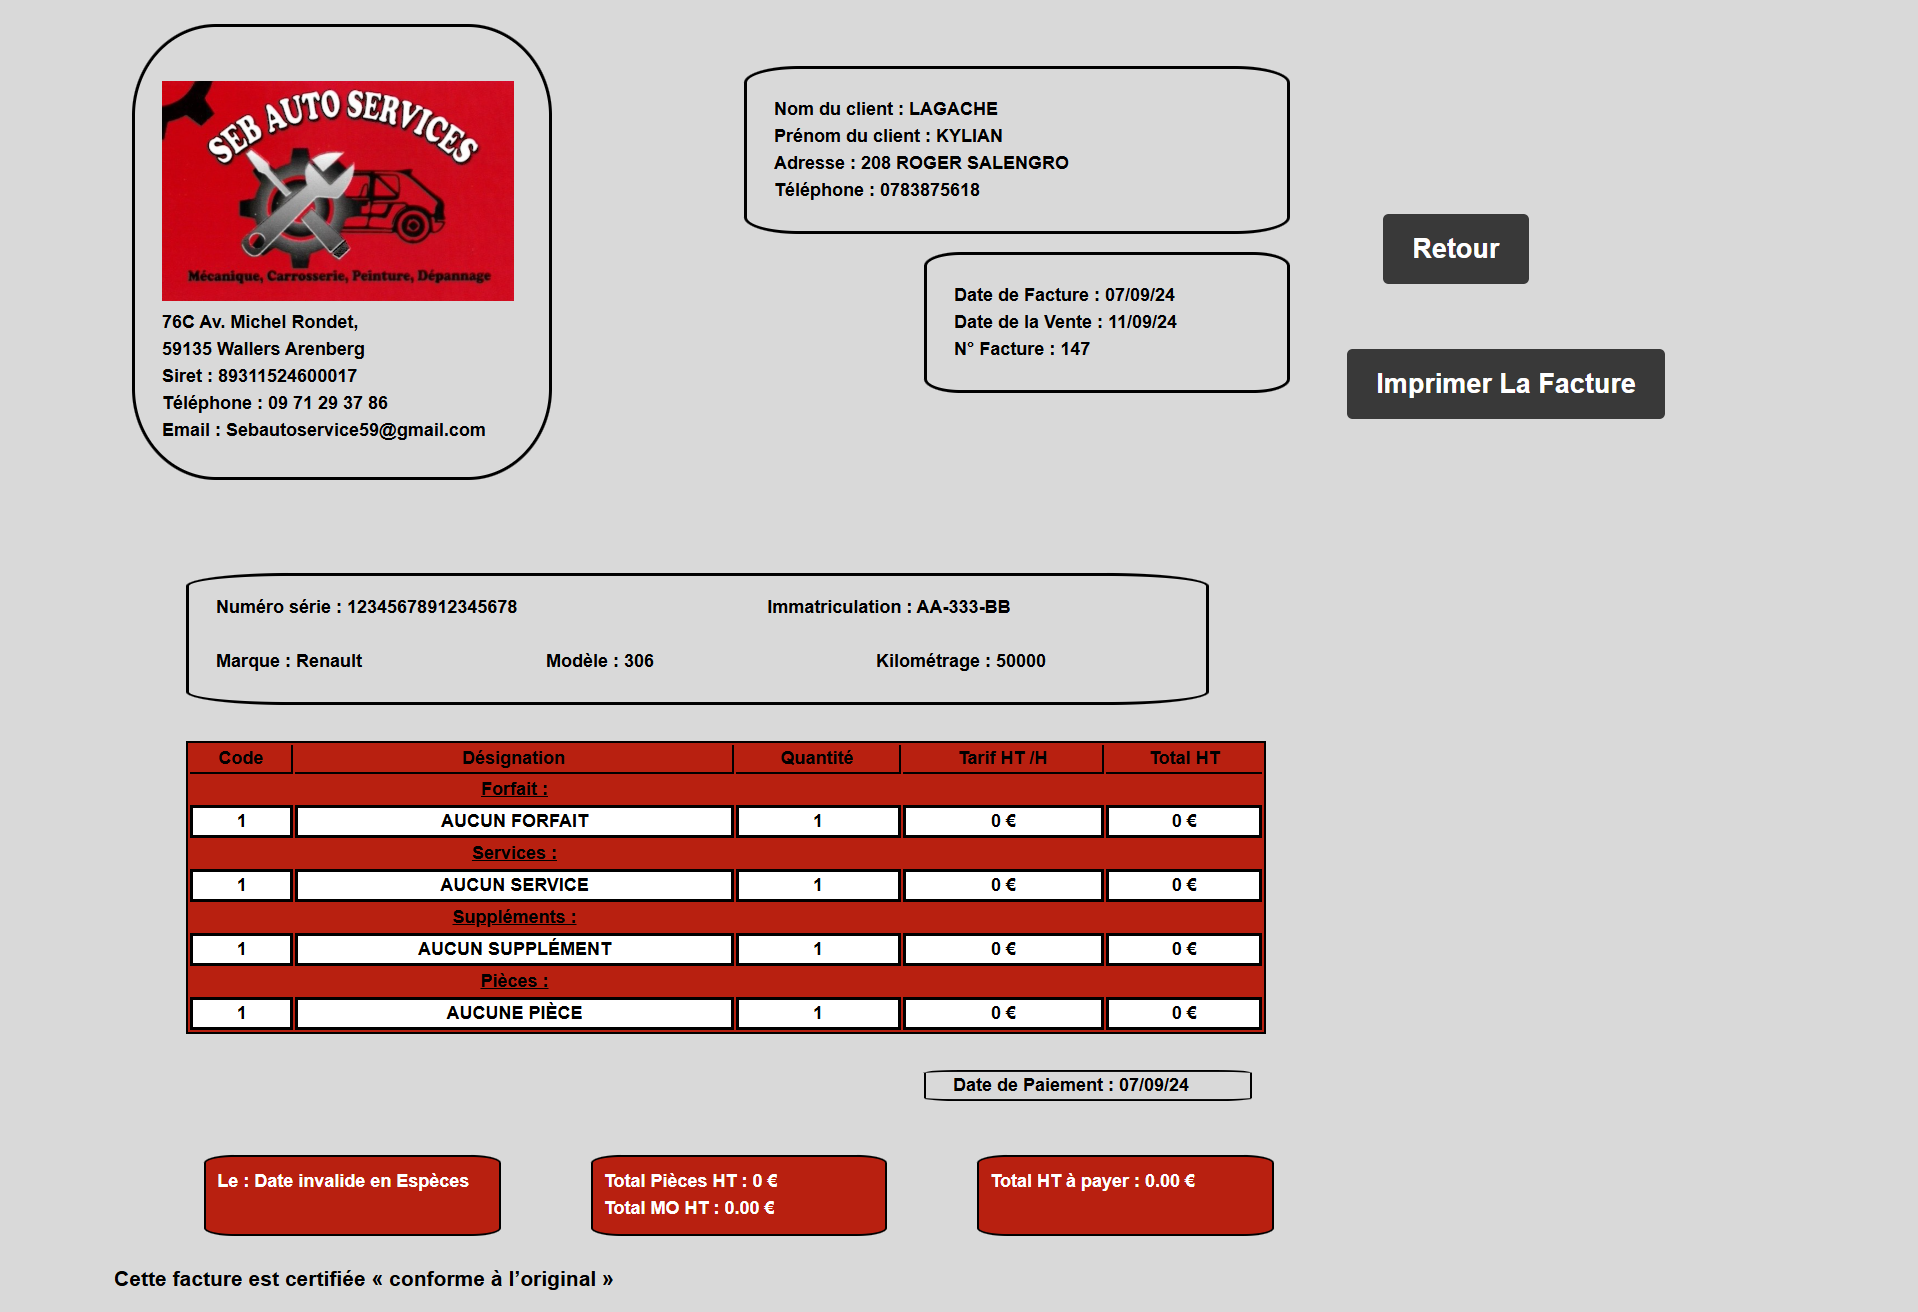 SEB AUTO SERVICES
Mécanique, Carrosserie, Peinture, Dépannage
76C Av. Michel Rondet,
59135 Wallers Arenberg
Siret : 89311524600017
Téléphone : 09 71 29 37 86
Email : Sebautoservice59@gmail.com
Nom du client : LAGACHE
Prénom du client : KYLIAN
Adresse : 208 ROGER SALENGRO
Téléphone : 0783875618
Date de Facture : 07/09/24
Date de la Vente : 11/09/24
N° Facture : 147
Retour
Imprimer La Facture
Numéro série : 12345678912345678 Immatriculation : AA-333-BB
Marque : Renault Modèle : 306 Kilométrage : 50000
Code Désignation Quantité Tarif HT /H Total HT
Forfait :
1 AUCUN FORFAIT 1 0 € 0 €
Services :
1 AUCUN SERVICE 1 0 € 0 €
Suppléments :
1 AUCUN SUPPLÉMENT 1 0 € 0 €
Pièces :
1 AUCUNE PIÈCE 1 0 € 0 €
Date de Paiement : 07/09/24
Le : Date invalide en Espèces
Total Pièces HT : 0 €
Total MO HT : 0.00 €
Total HT à payer : 0.00 €
Cette facture est certifiée « conforme à l’original »